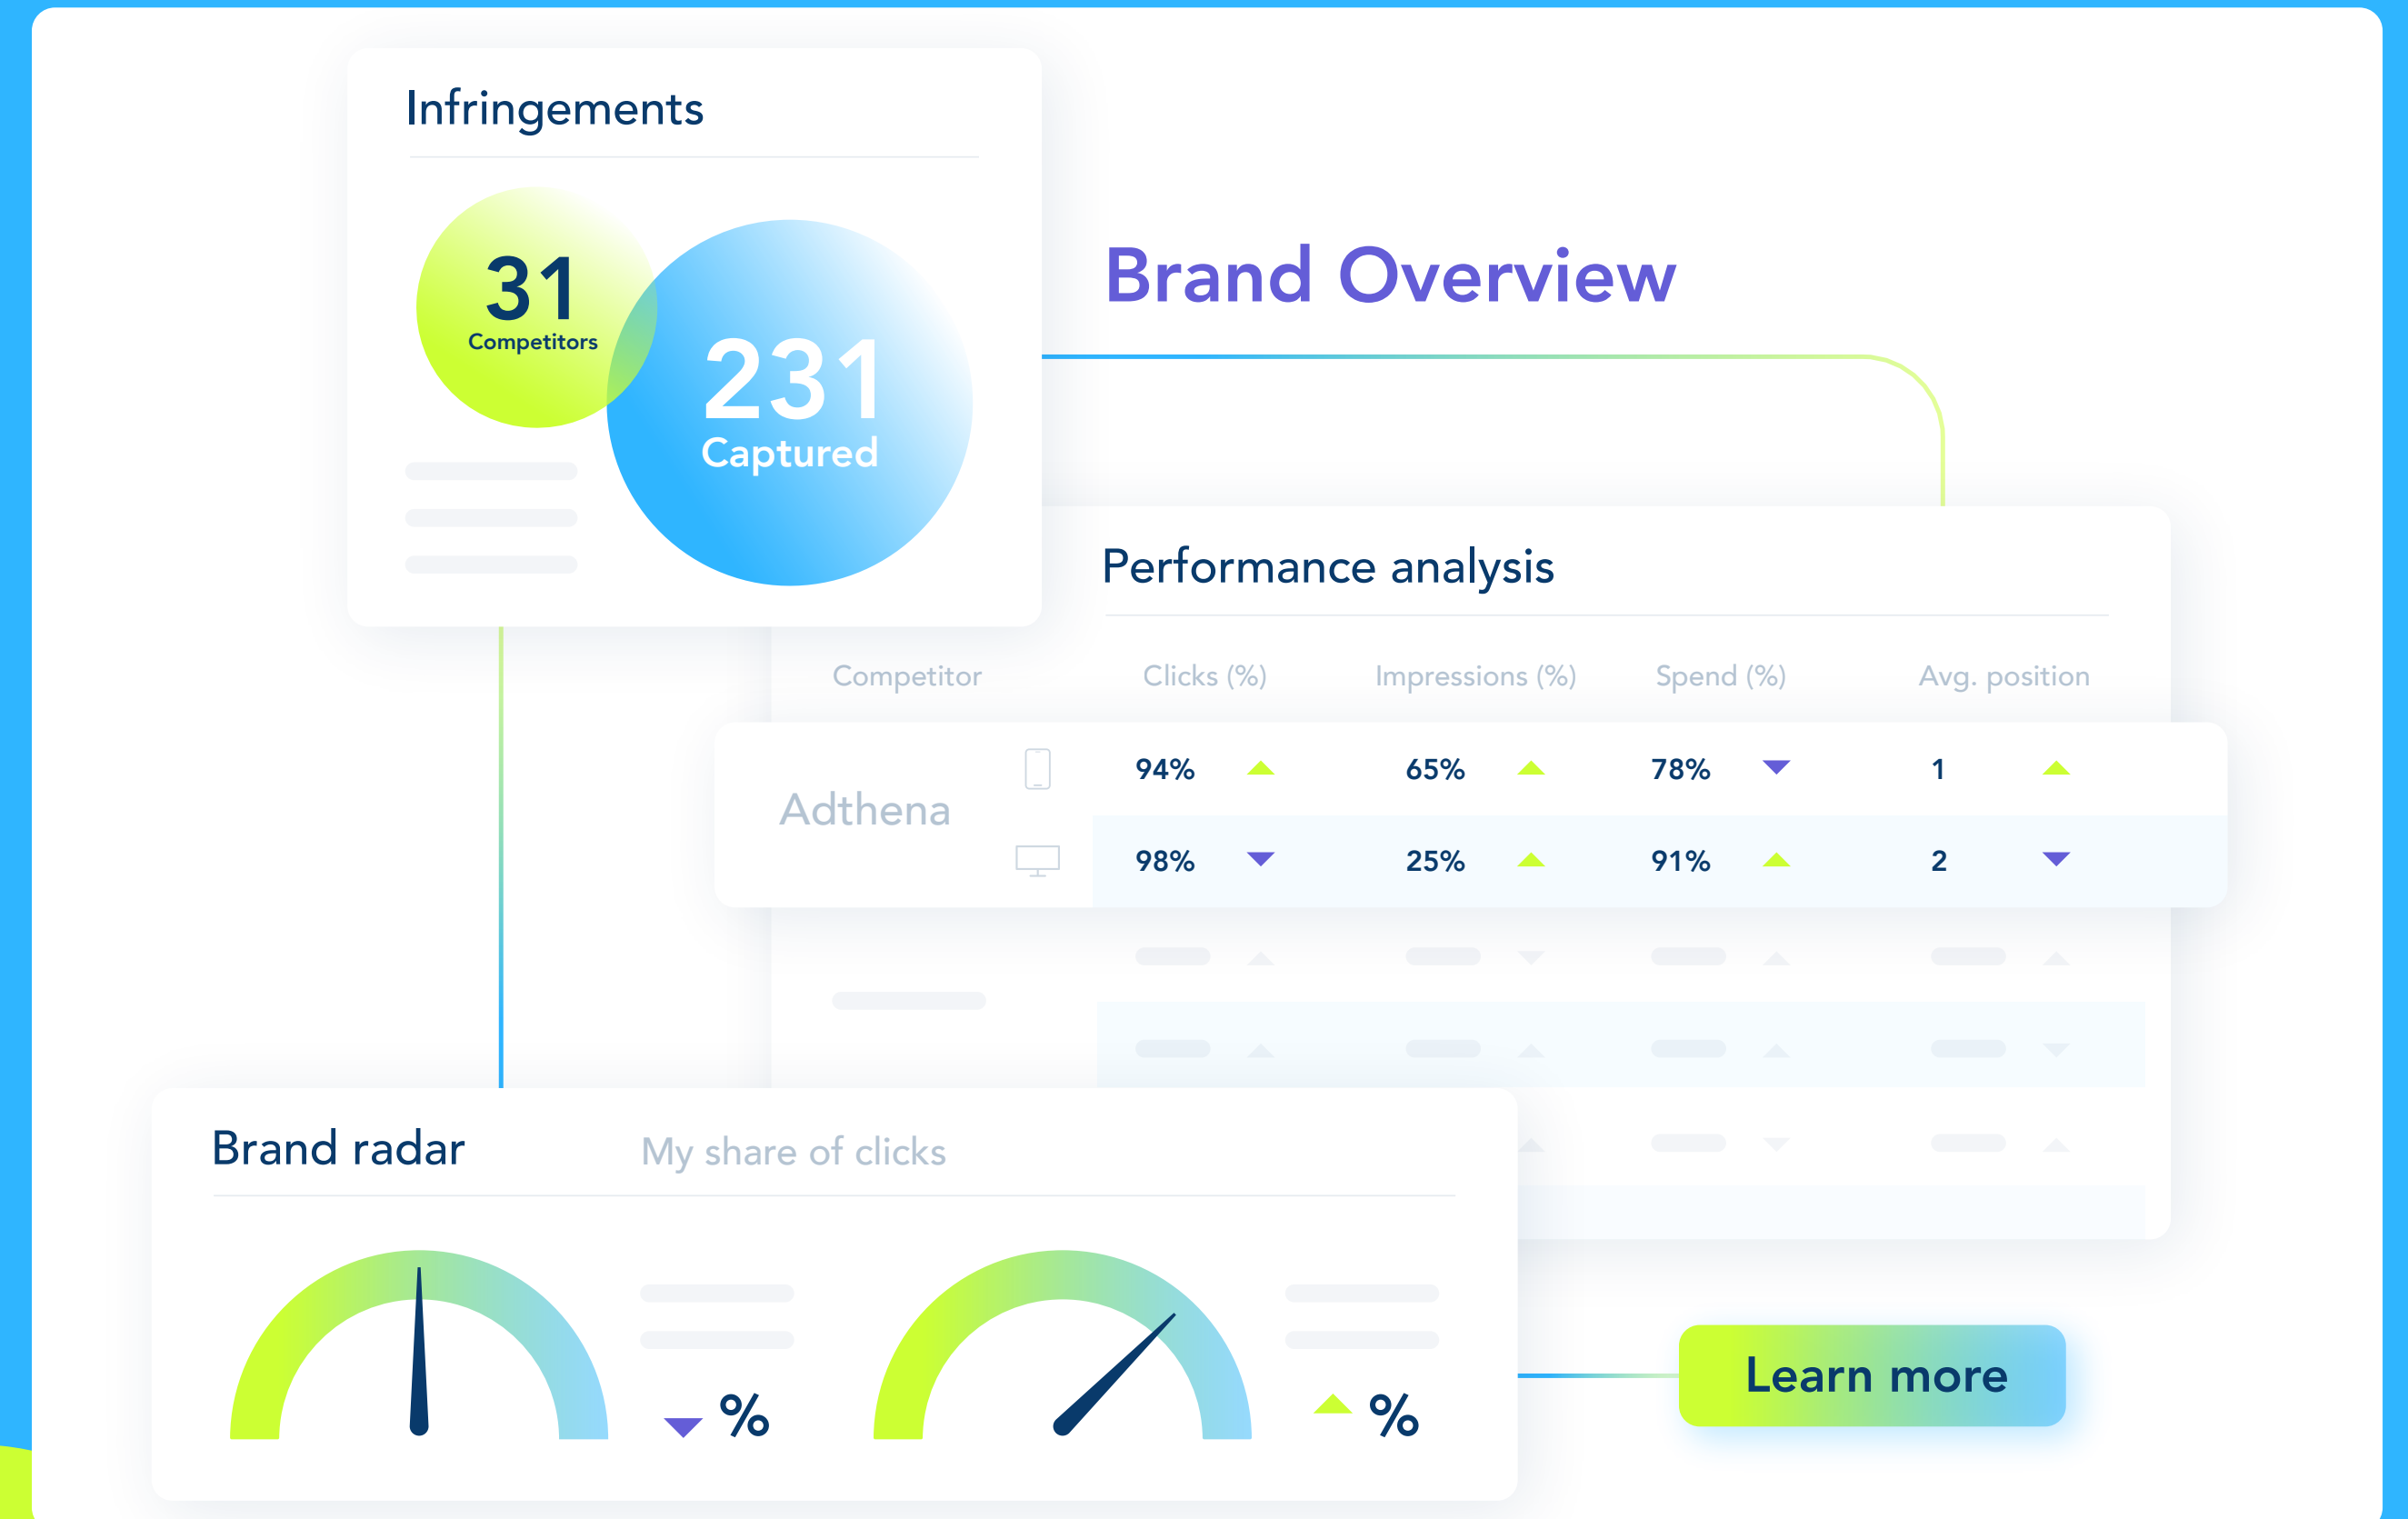 Infringements
31
Competitors
231
Captured
Brand Overview
Performance analysis
Competitor Clicks (%) Impressions (%) Spend (%) Avg. position
Adthena
94% 65% 78% 1
98% 25% 91% 2
Brand radar My share of clicks
% %
Learn more